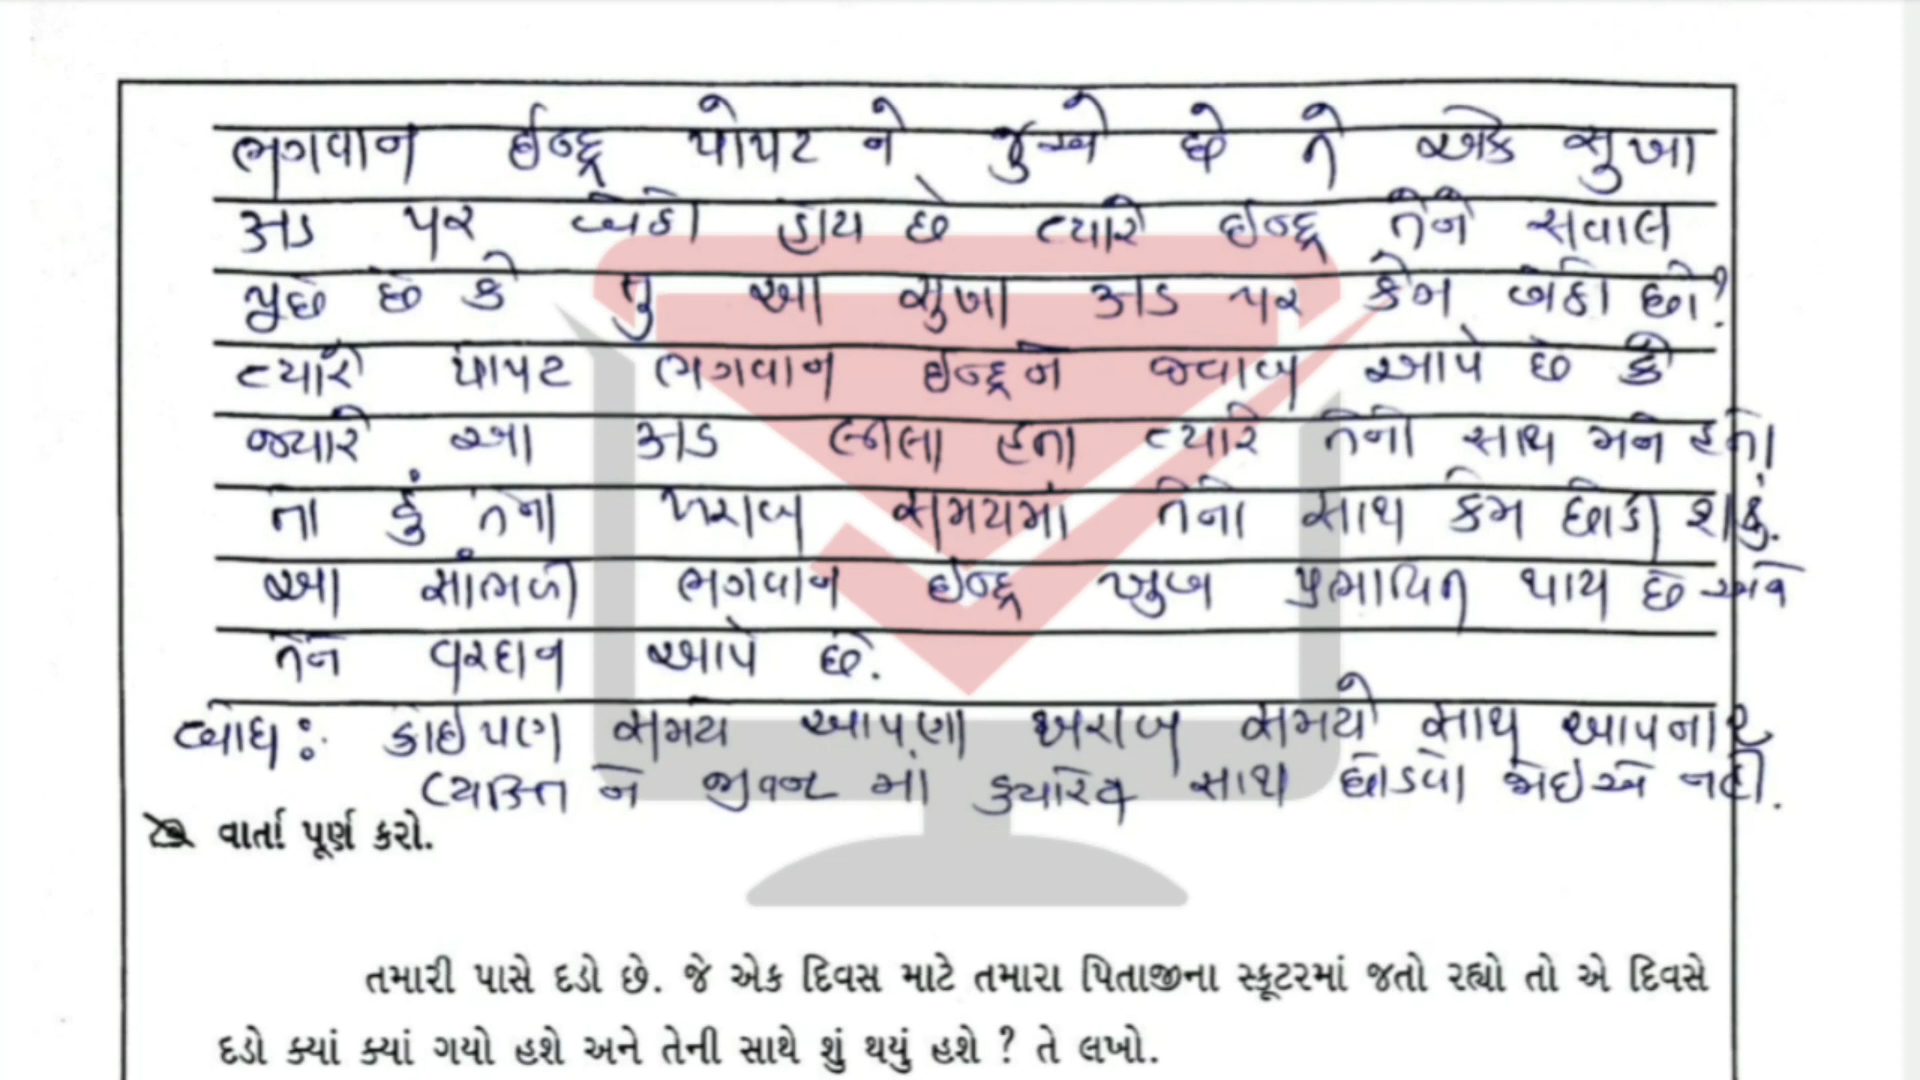 ભગવાન ઈન્દ્ર પોપટ ને જુએ છે તે એક સુખા
ઝાડ પર બેઠો હોય છે ત્યારે ઇન્દ્ર તેને સવાલ
પૂછે છે કે તુ આ સુખા ઝાડ પર કેમ બેઠો છો?
ત્યારે પોપટ ભગવાન ઇન્દ્રને જવાબ આપે છે કે
જ્યારે આ ઝાડ લીલા હતા ત્યારે તેનો સાથ મને હતો
તો હું તેના ખરાબ સમયમાં તેનો સાથ કેમ છોડી શકું.
આ સાંભળી ભગવાન ઇન્દ્ર ખુબ પ્રભાવિત થાય છે અને
તેને વરદાન આપે છે.
બોધ: કોઇપણ સમયે આપણા ખરાબ સમયે સાથ આપનાર
વ્યક્તિ ને જીવન માં ક્યારેય સાથ છોડવો જોઇએ નહી.
વાર્તા પૂર્ણ કરો.
તમારી પાસે દડો છે. જે એક દિવસ માટે તમારા પિતાજીના સ્કૂટરમાં જતો રહ્યો તો એ દિવસે
દડો ક્યાં ક્યાં ગયો હશે અને તેની સાથે શું થયું હશે ? તે લખો.